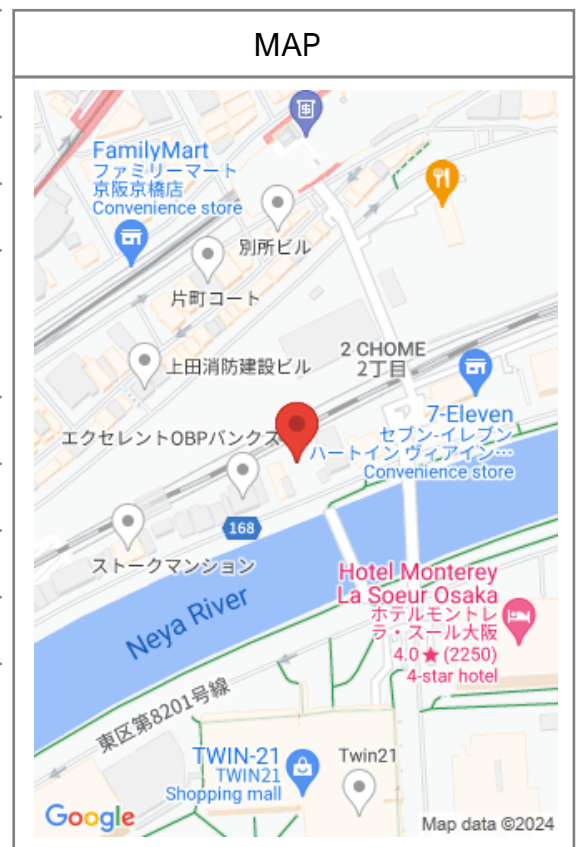 MAP
FamilyMart
ファミリーマート
京阪京橋店
Convenience store
別所ビル
片町コート
上田消防建設ビル
2 CHOME
2丁目
7-Eleven
セブン-イレブン
ハートイン ヴィアイン…
Convenience store
エクセレントOBPバンクス
168
ストークマンション
Neya River
Hotel Monterey
La Soeur Osaka
ホテルモントレ
ラ・スール大阪
4.0★(2250)
4-star hotel
東区第8201号線
TWIN-21
TWIN21
Shopping mall
Twin21
Google
Map data ©2024